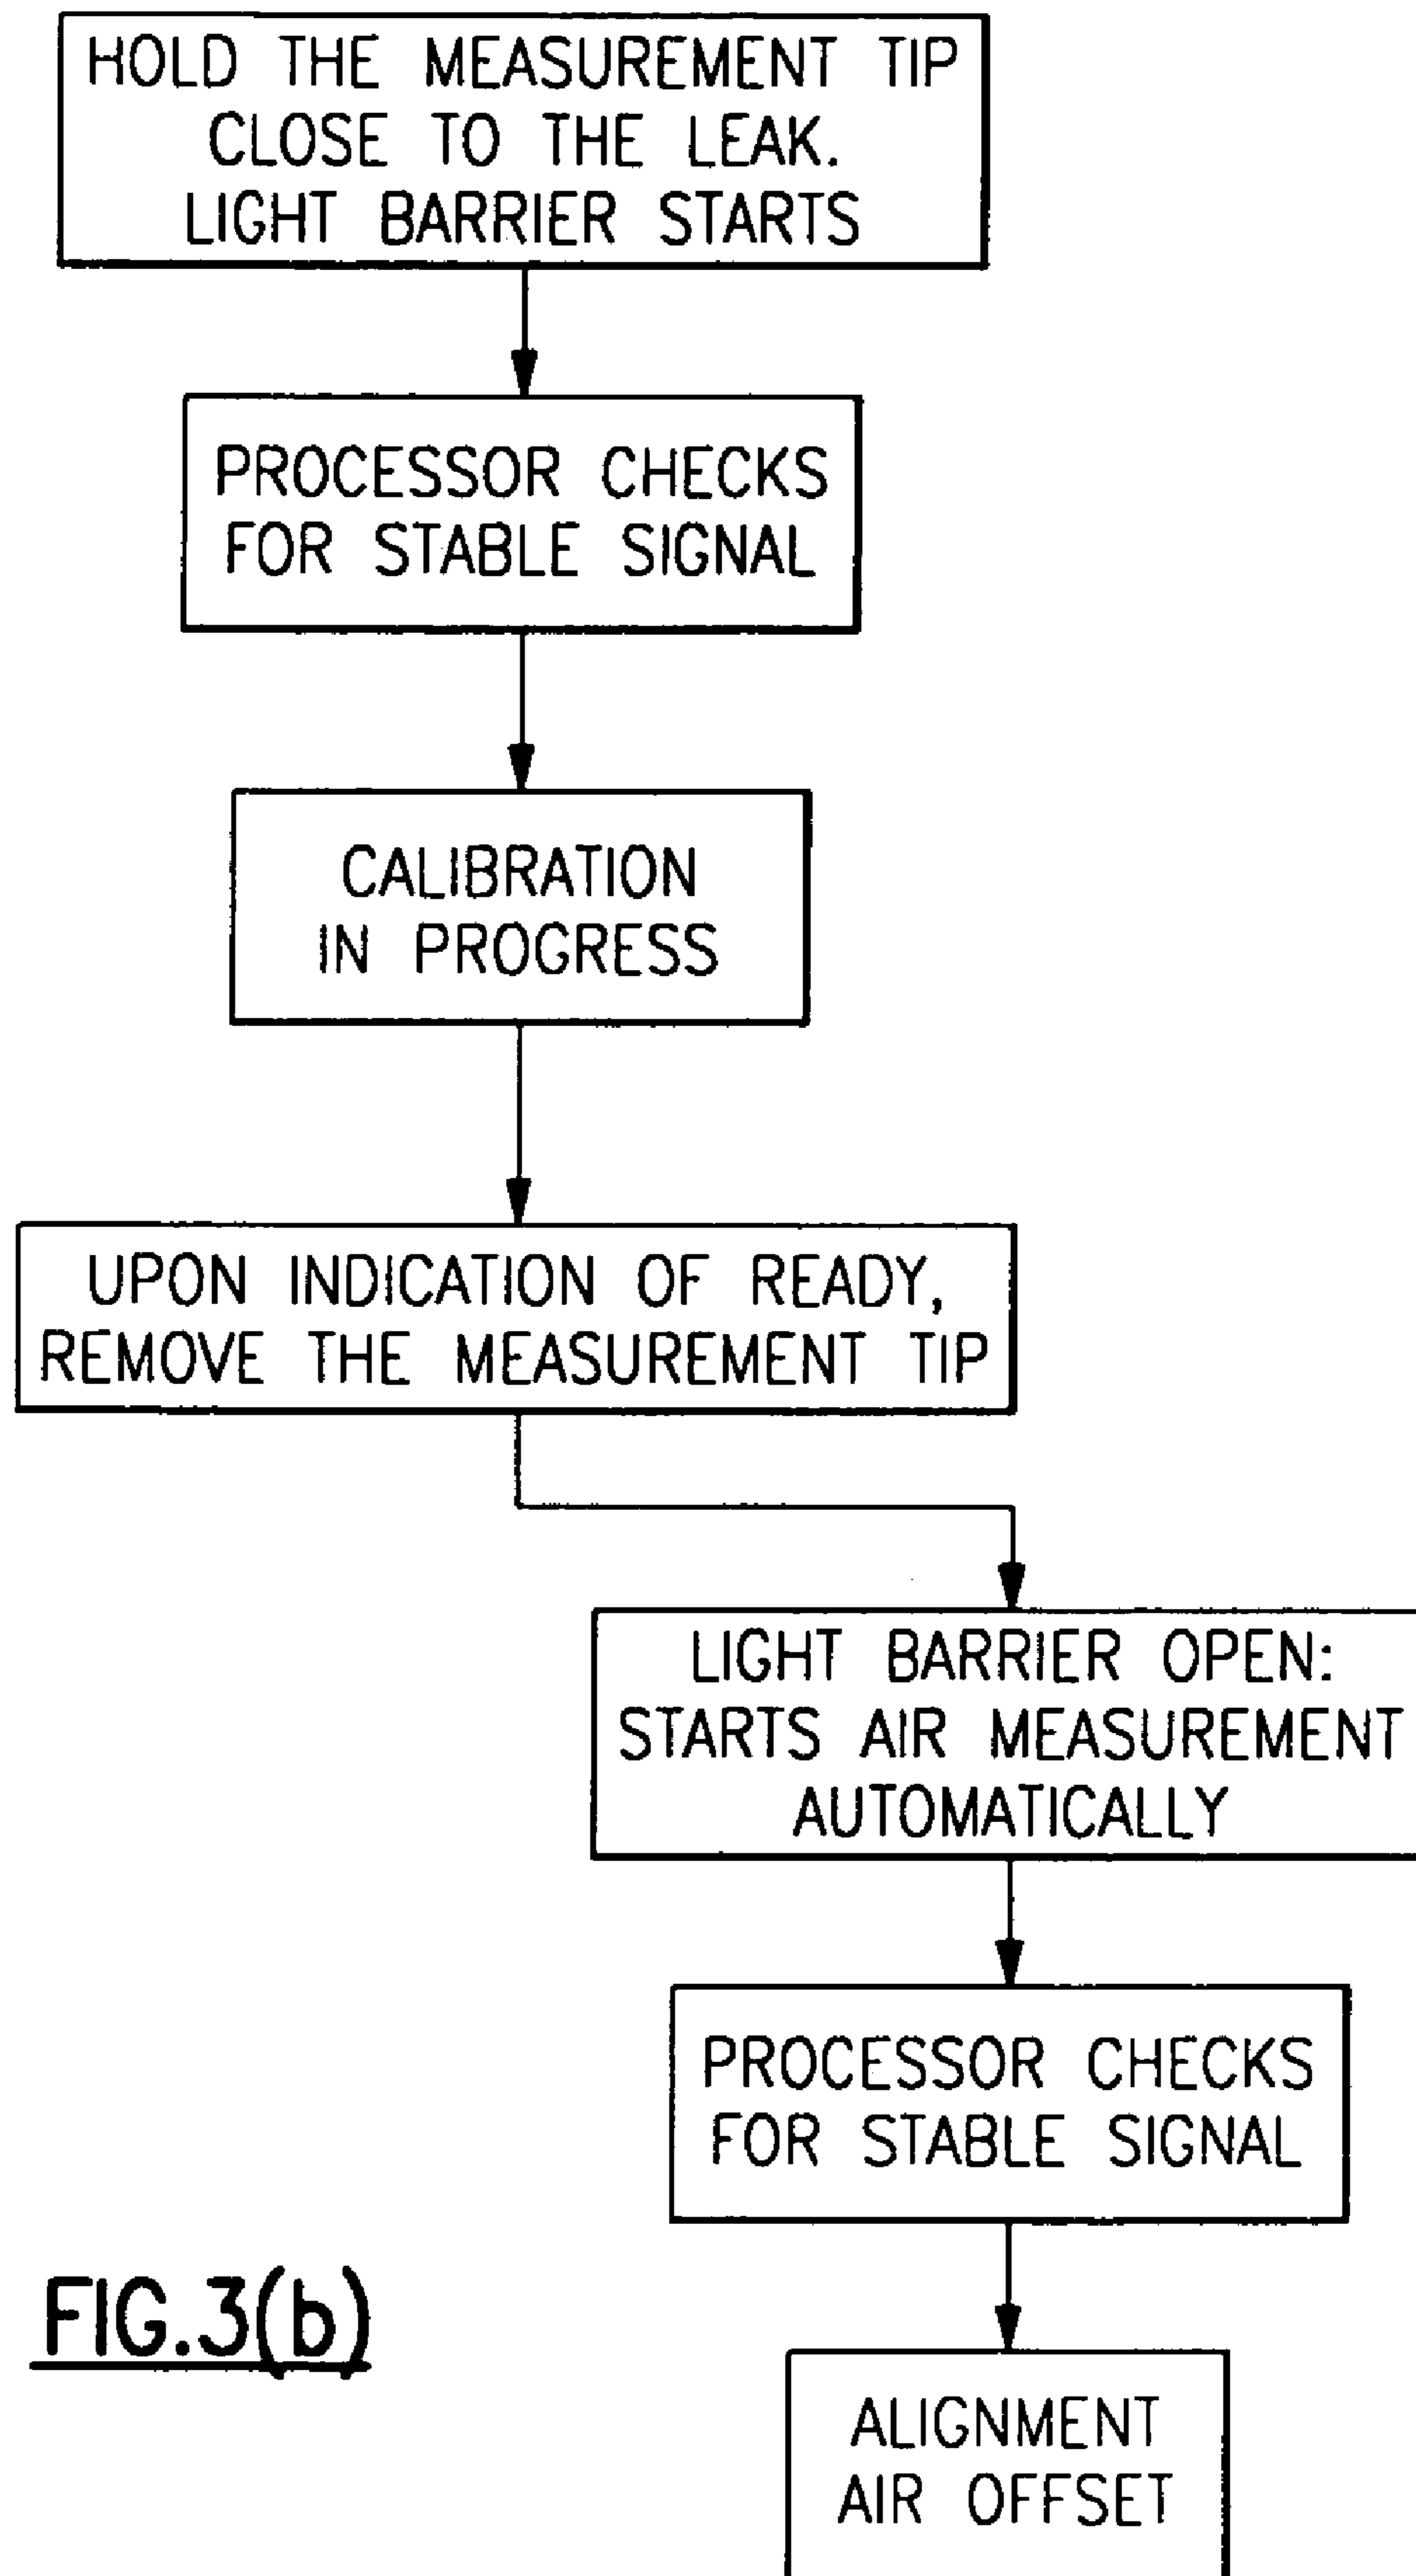 HOLD THE MEASUREMENT TIP
CLOSE TO THE LEAK.
LIGHT BARRIER STARTS
PROCESSOR CHECKS
FOR STABLE SIGNAL
CALIBRATION
IN PROGRESS
UPON INDICATION OF READY,
REMOVE THE MEASUREMENT TIP
LIGHT BARRIER OPEN:
STARTS AIR MEASUREMENT
AUTOMATICALLY
PROCESSOR CHECKS
FOR STABLE SIGNAL
FIG.3(b)
ALIGNMENT
AIR OFFSET